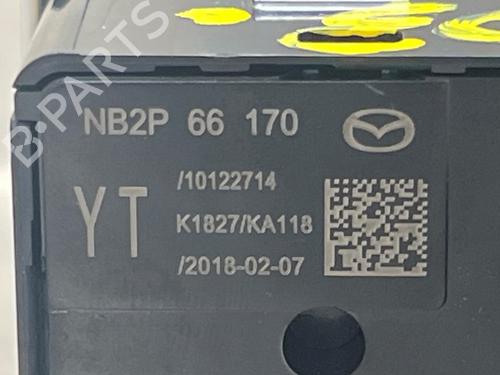 NB2P 66 170
/10122714
YT
K1827/KA118
/2018-02-07
B·PARTS